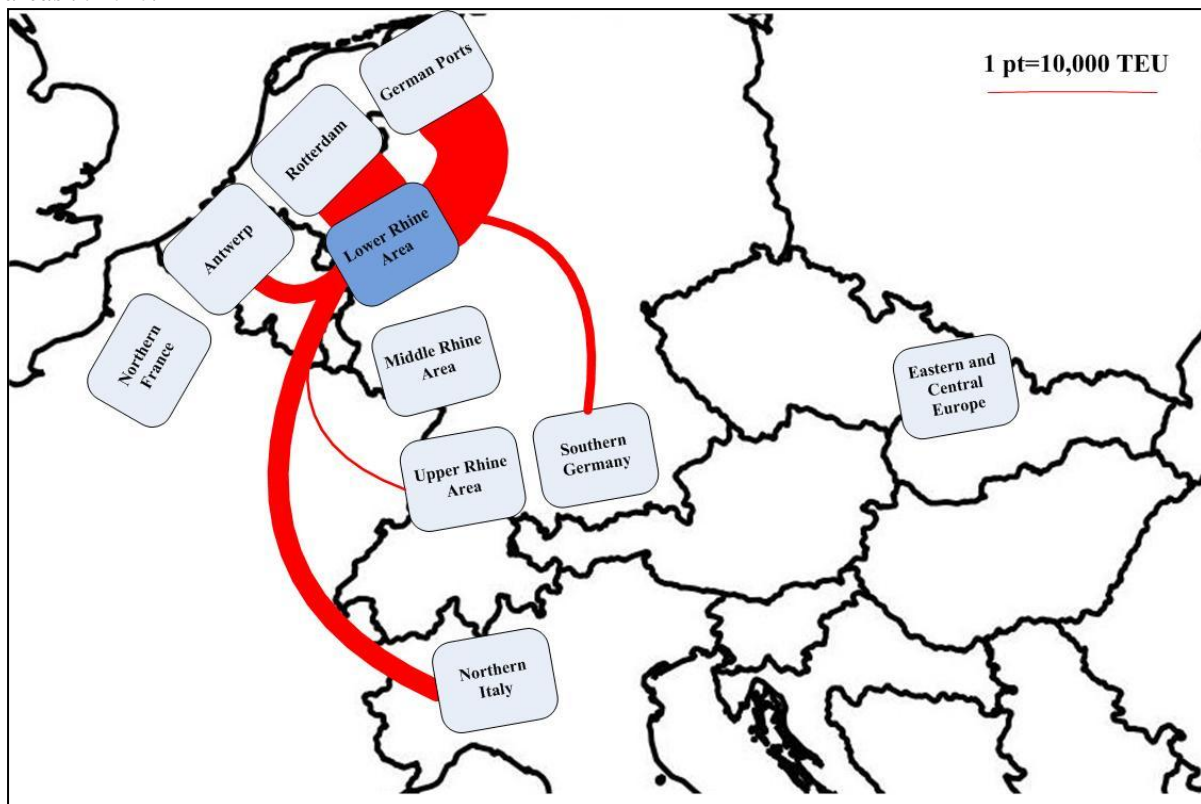 German Ports
1 pt=10,000 TEU
Rotterdam
Lower Rhine
Area
Antwerp
Northern
France
Middle Rhine
Area
Eastern and
Central
Europe
Upper Rhine
Area
Southern
Germany
Northern
Italy